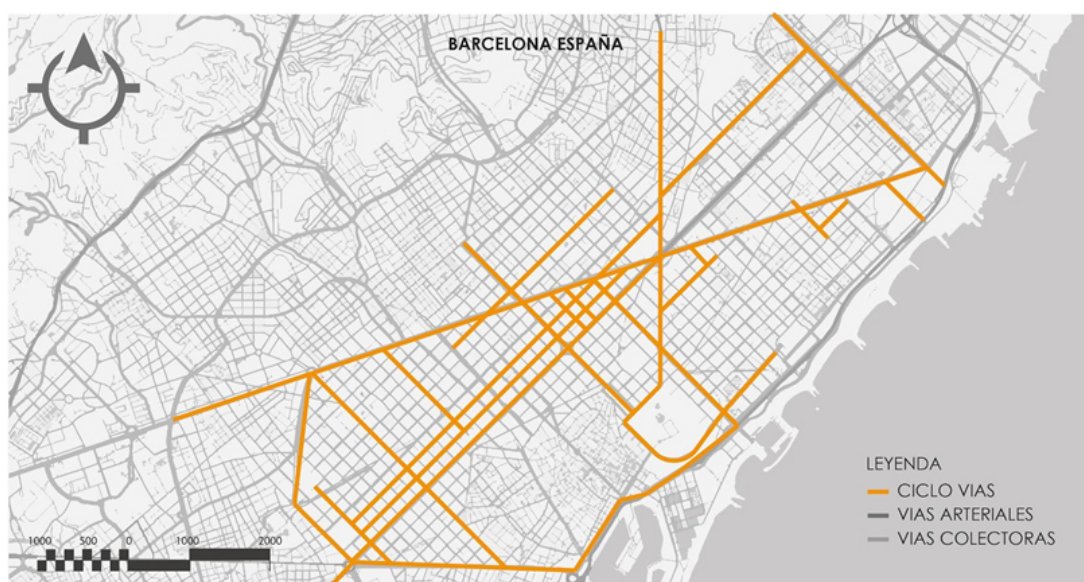 BARCELONA ESPAÑA
LEYENDA
CICLO VIAS
VIAS ARTERIALES
VIAS COLECTORAS
1000 500 0 1000 2000